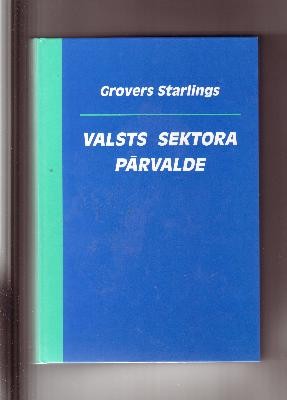 Grovers Starlings
VALSTS SEKTORA
PĀRVALDE